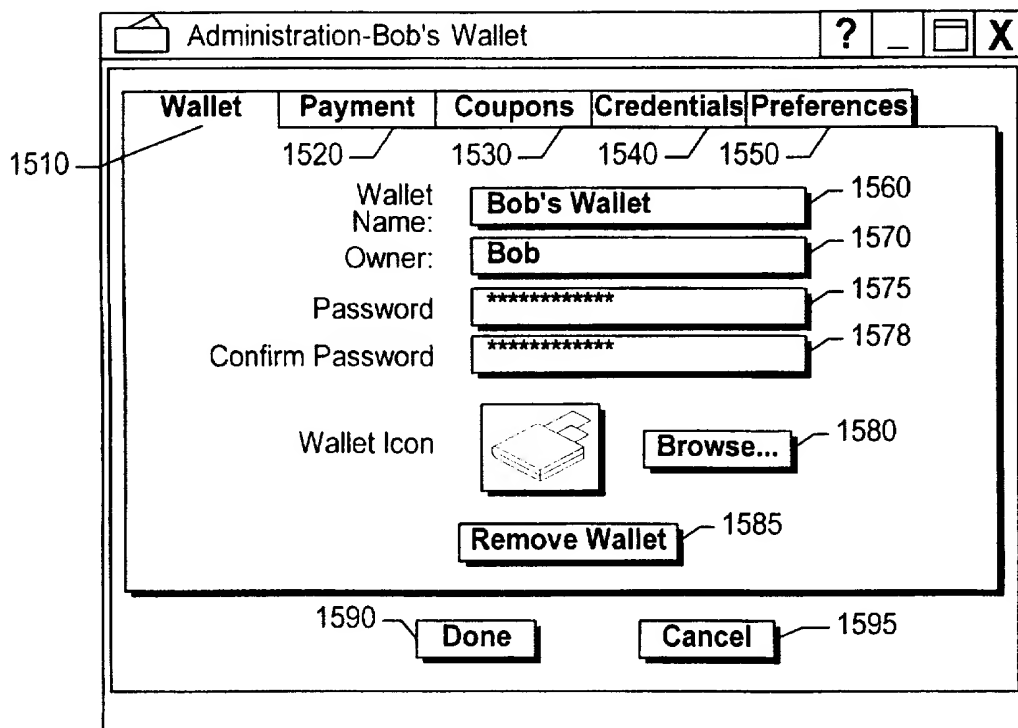 Administration-Bob's Wallet ? _ X
Wallet Payment Coupons Credentials Preferences
1510 1520 1530 1540 1550
Wallet Name: Bob's Wallet 1560
Owner: Bob 1570
Password ************ 1575
Confirm Password ************ 1578
Wallet Icon Browse... 1580
Remove Wallet 1585
1590 Done Cancel 1595